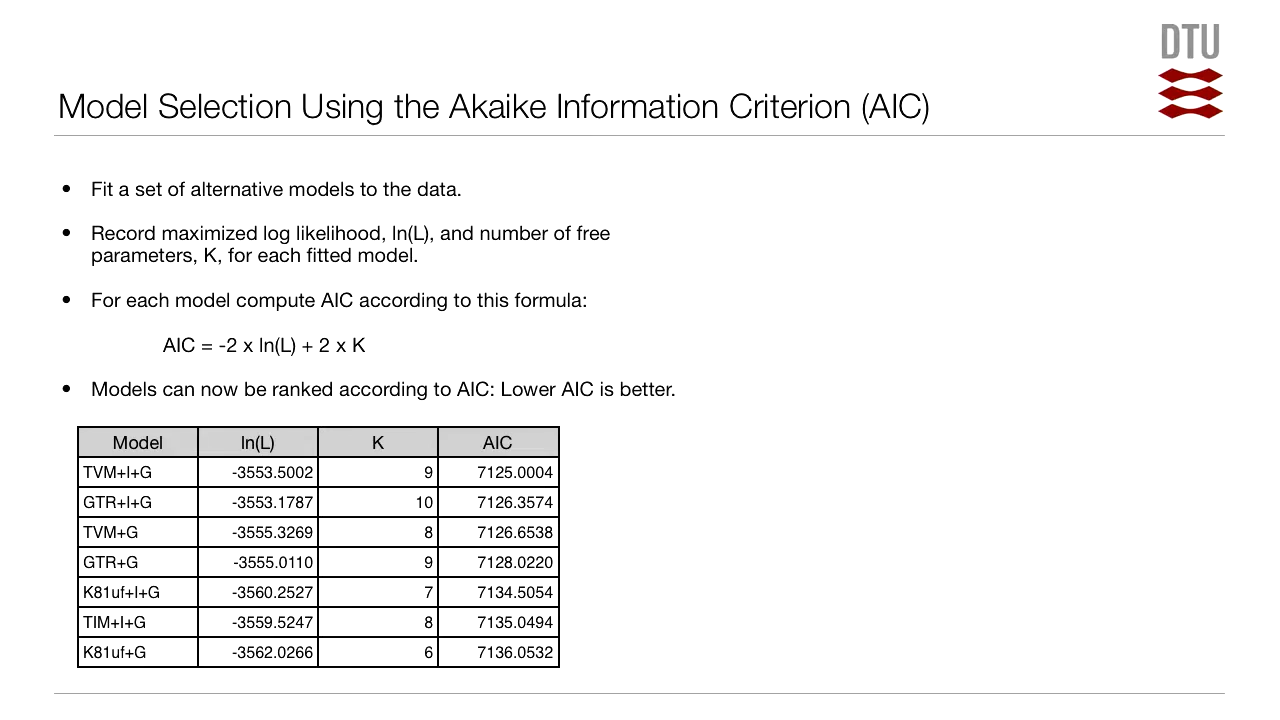 DTU
Model Selection Using the Akaike Information Criterion (AIC)
• Fit a set of alternative models to the data.
• Record maximized log likelihood, ln(L), and number of free
parameters, K, for each fitted model.
• For each model compute AIC according to this formula:
AIC = -2 x ln(L) + 2 x K
• Models can now be ranked according to AIC: Lower AIC is better.
Model ln(L) K AIC
TVM+I+G -3553.5002 9 7125.0004
GTR+I+G -3553.1787 10 7126.3574
TVM+G -3555.3269 8 7126.6538
GTR+G -3555.0110 9 7128.0220
K81uf+I+G -3560.2527 7 7134.5054
TIM+I+G -3559.5247 8 7135.0494
K81uf+G -3562.0266 6 7136.0532